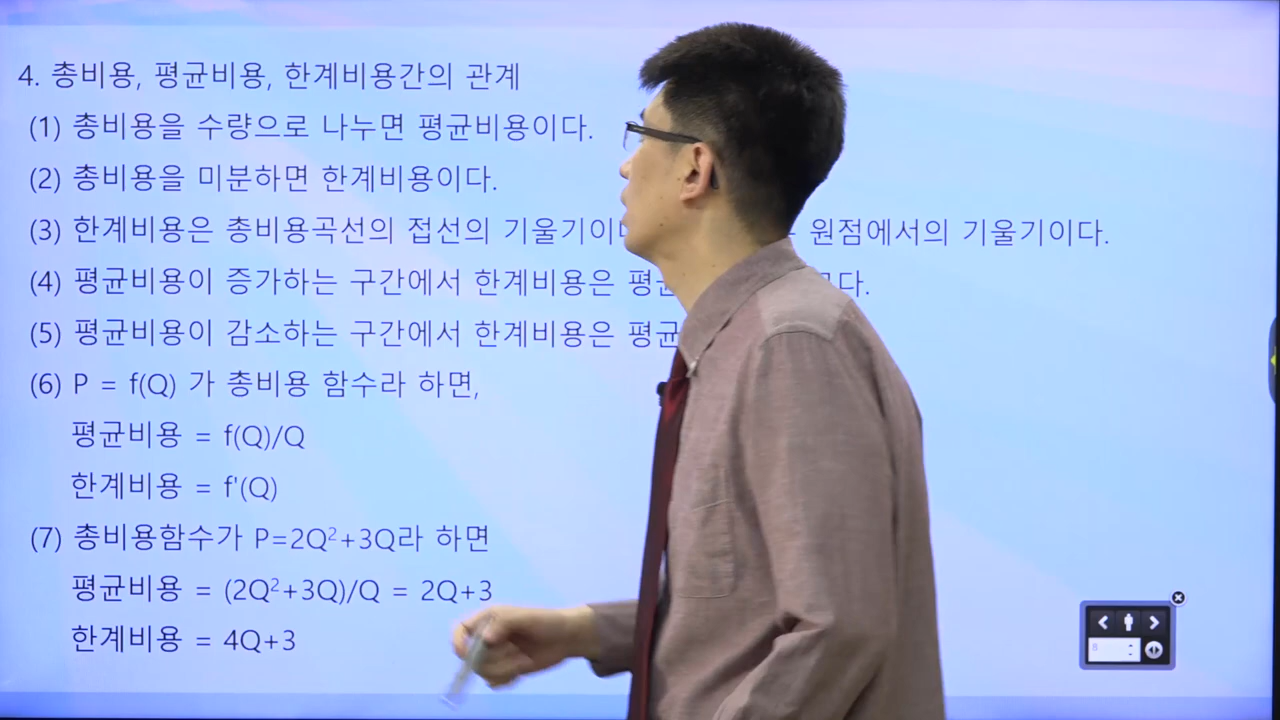 4. 총비용, 평균비용, 한계비용간의 관계
(1) 총비용을 수량으로 나누면 평균비용이다.
(2) 총비용을 미분하면 한계비용이다.
(3) 한계비용은 총비용곡선의 접선의 원점에서의 기울기이다.
(4) 평균비용이 증가하는 구간에서 한계비용은
(5) 평균비용이 감소하는 구간에서 한계비용은
(6) P = f(Q) 가 총비용 함수라 하면,
평균비용 = f(Q)/Q
한계비용 = f'(Q)
(7) 총비용함수가 P=2Q²+3Q라 하면
평균비용 = (2Q²+3Q)/Q = 2Q+3
한계비용 = 4Q+3
8